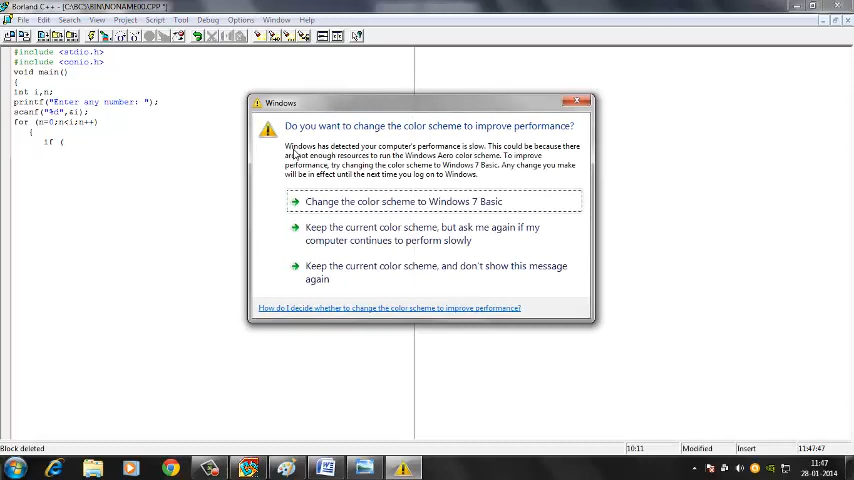 Borland C++ - [C:\BC5\BIN\NONAME00.CPP *]
File Edit Search View Project Script Tool Debug Options Window Help
#include <stdio.h>
#include <conio.h>
void main()
{
int i,n;
printf("Enter any number: ");
scanf("%d",&i);
for (n=0;n<i;n++)
{
if (
Windows
Do you want to change the color scheme to improve performance?
Windows has detected your computer's performance is slow. This could be because there
are not enough resources to run the Windows Aero color scheme. To improve
performance, try changing the color scheme to Windows 7 Basic. Any change you make
will be in effect until the next time you log on to Windows.
Change the color scheme to Windows 7 Basic
Keep the current color scheme, but ask me again if my
computer continues to perform slowly
Keep the current color scheme, and don't show this message
again
How do I decide whether to change the color scheme to improve performance?
Block deleted 10:11 Modified Insert 11:47:47
11:47
28-01-2014